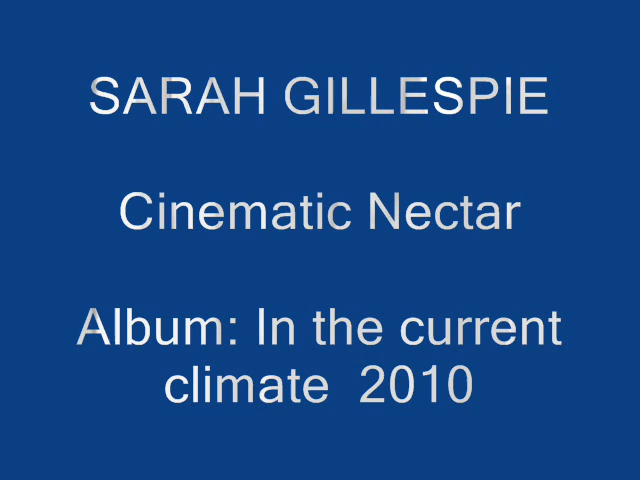 SARAH GILLESPIE
Cinematic Nectar
Album: In the current
climate 2010